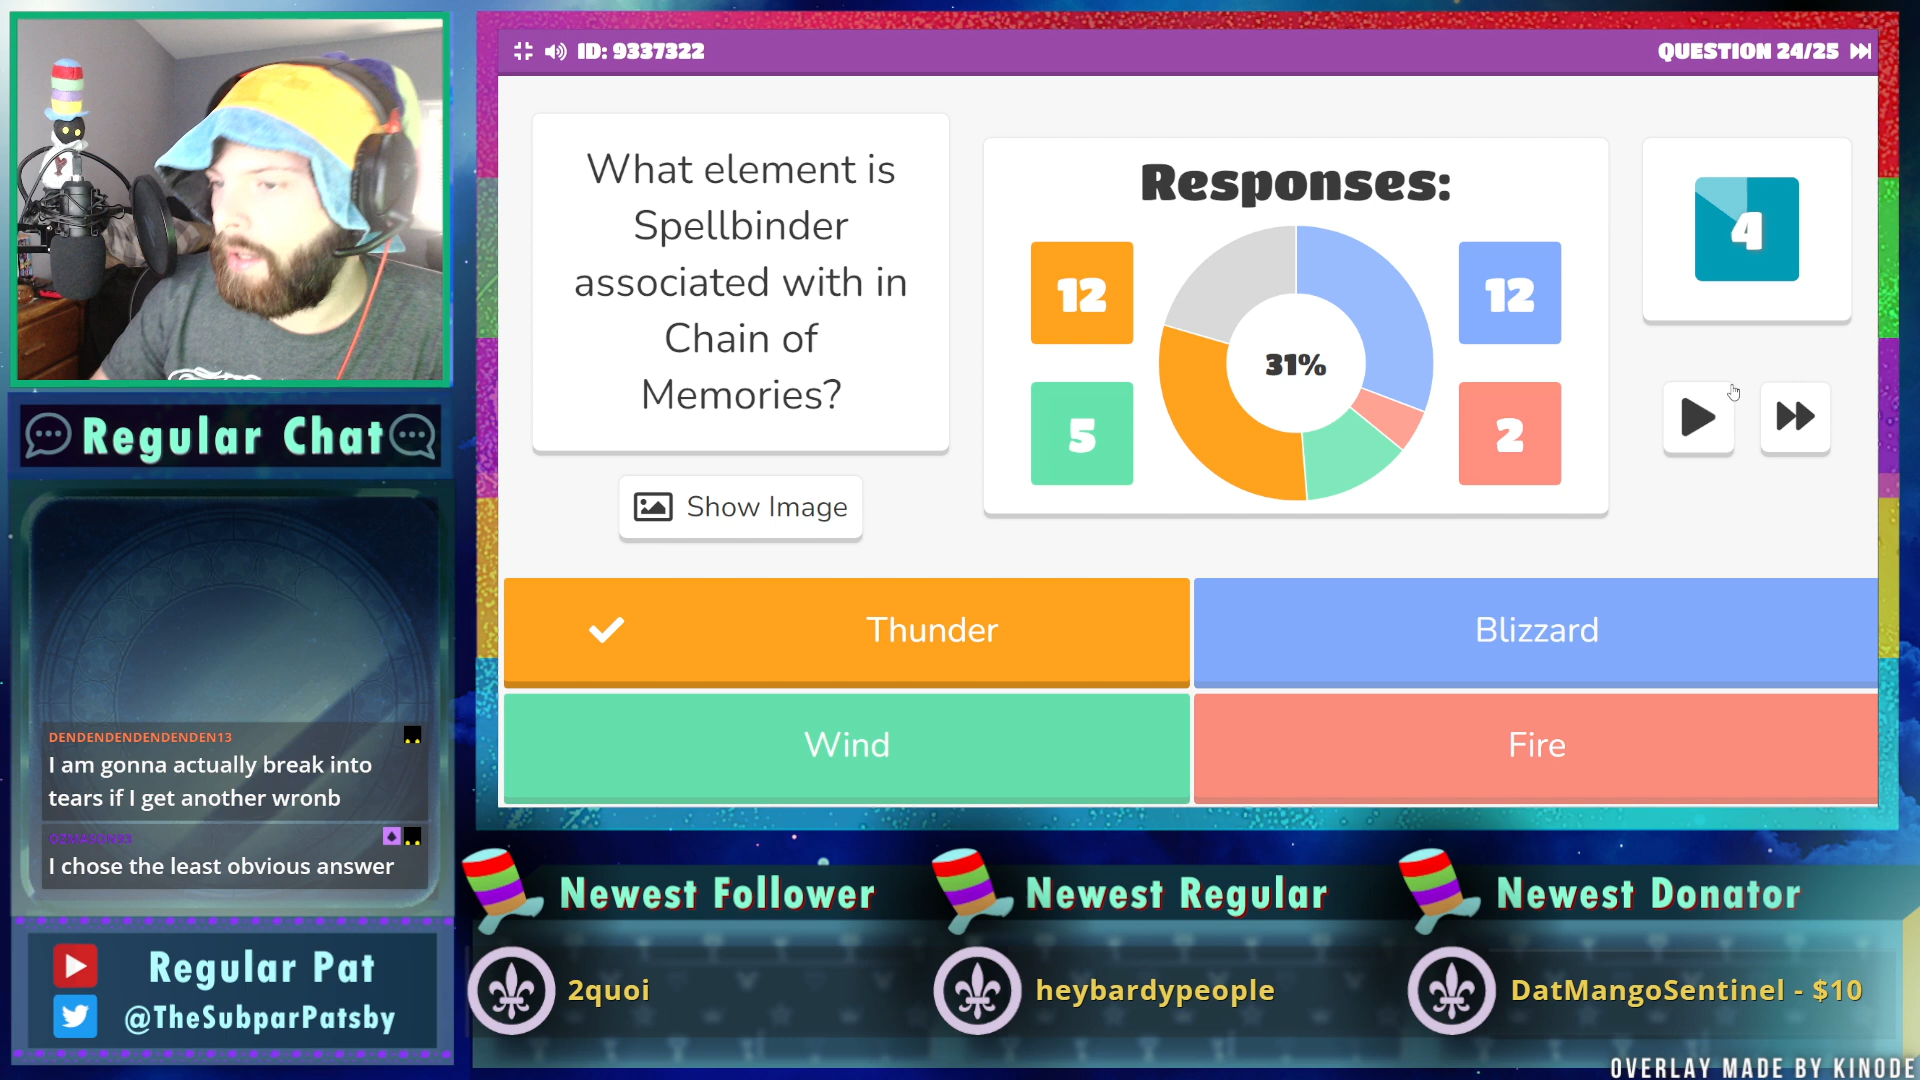 ID: 9337322
QUESTION 24/25
What element is
Spellbinder
associated with in
Chain of
Memories?
Show Image
Responses:
12
12
5
2
31%
4
Thunder
Blizzard
Wind
Fire
Regular Chat
DENDENDENDENDENDEN13
I am gonna actually break into
tears if I get another wronb
I chose the least obvious answer
Regular Pat
@TheSubparPatsby
Newest Follower
2quoi
Newest Regular
heybardypeople
Newest Donator
DatMangoSentinel - $10
OVERLAY MADE BY KINODE